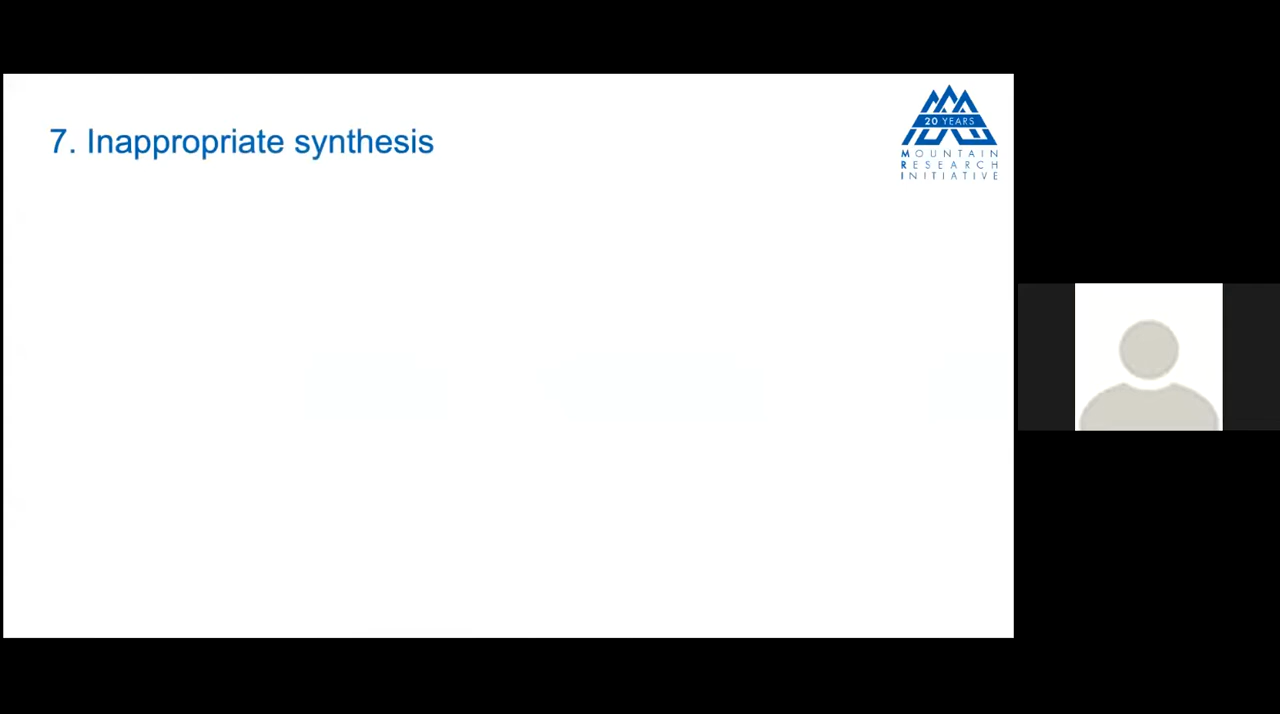 7. Inappropriate synthesis
20 YEARS
MOUNTAIN
RESEARCH
INITIATIVE